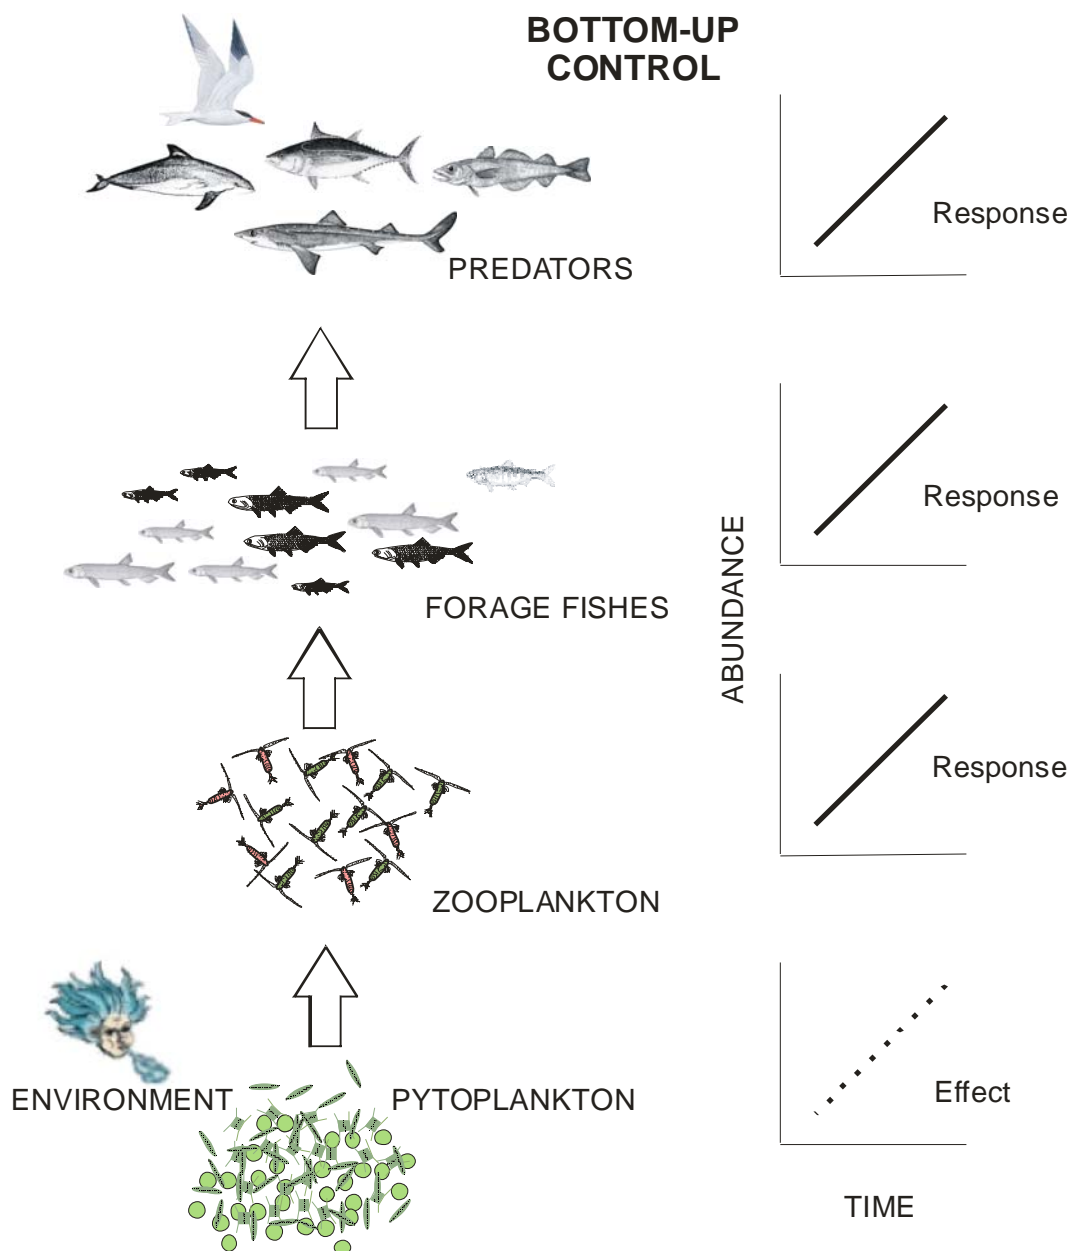 BOTTOM-UP
CONTROL
Response
PREDATORS
Response
FORAGE FISHES
ABUNDANCE
Response
ZOOPLANKTON
ENVIRONMENT
PYTOPLANKTON
Effect
TIME